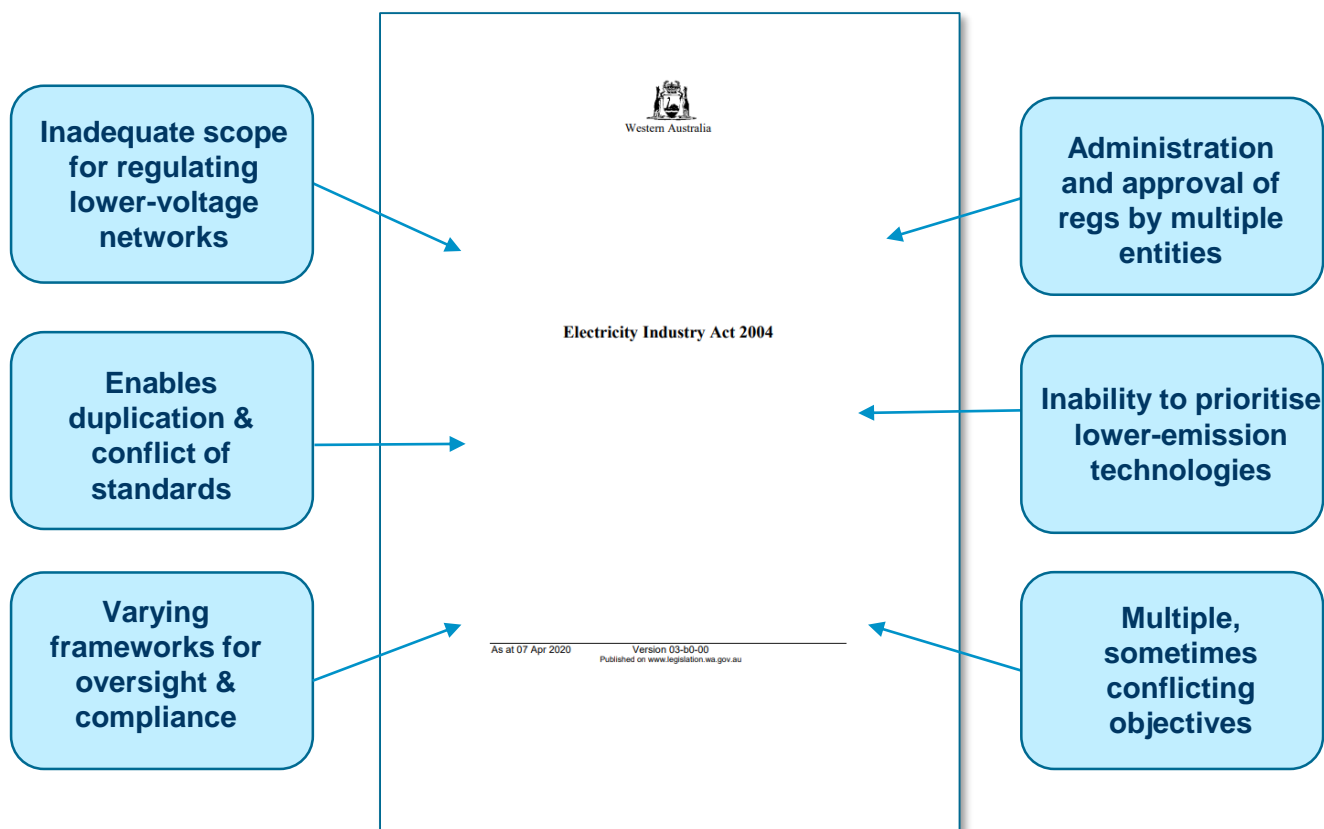 Inadequate scope
for regulating
lower-voltage
networks
Enables
duplication &
conflict of
standards
Varying
frameworks for
oversight &
compliance
Western Australia
Electricity Industry Act 2004
As at 07 Apr 2020 Version 03-b0-00
Published on www.legislation.wa.gov.au
Administration
and approval of
regs by multiple
entities
Inability to prioritise
lower-emission
technologies
Multiple,
sometimes
conflicting
objectives